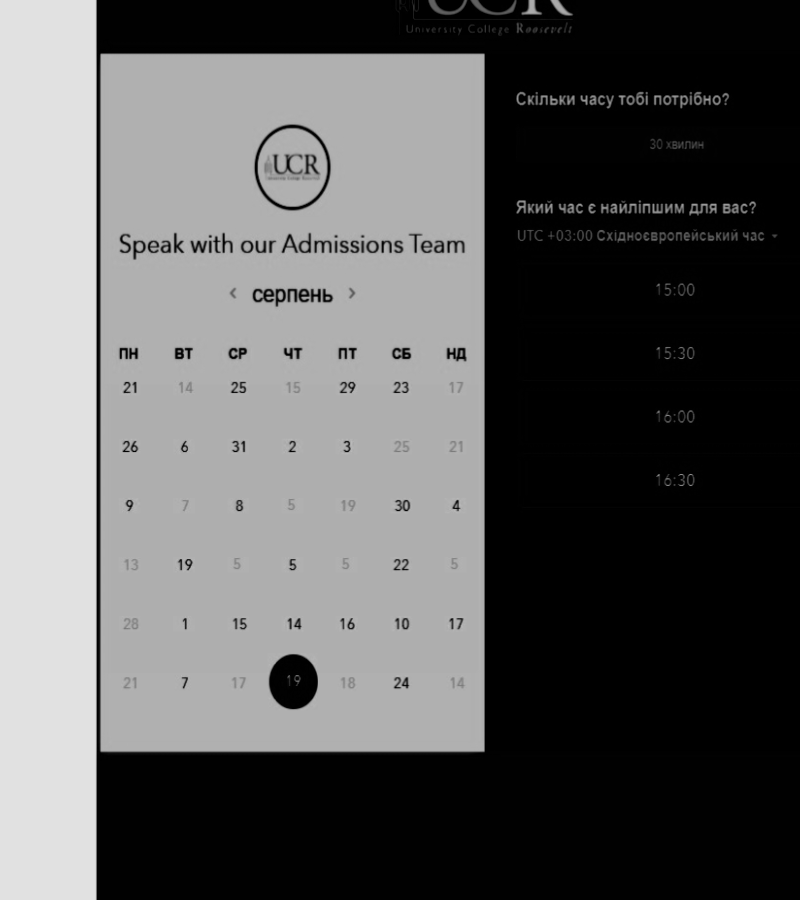 UCR
University College Roosevelt
UCR
Speak with our Admissions Team
< серпень >
ПН ВТ СР ЧТ ПТ СБ НД
21 14 25 15 29 23 17
26 6 31 2 3 25 21
9 7 8 5 19 30 4
13 19 5 5 5 22 5
28 1 15 14 16 10 17
21 7 17 19 18 24 14
Скільки часу тобі потрібно?
30 хвилин
Який час є найліпшим для вас?
UTC +03:00 Східноєвропейський час
15:00
15:30
16:00
16:30